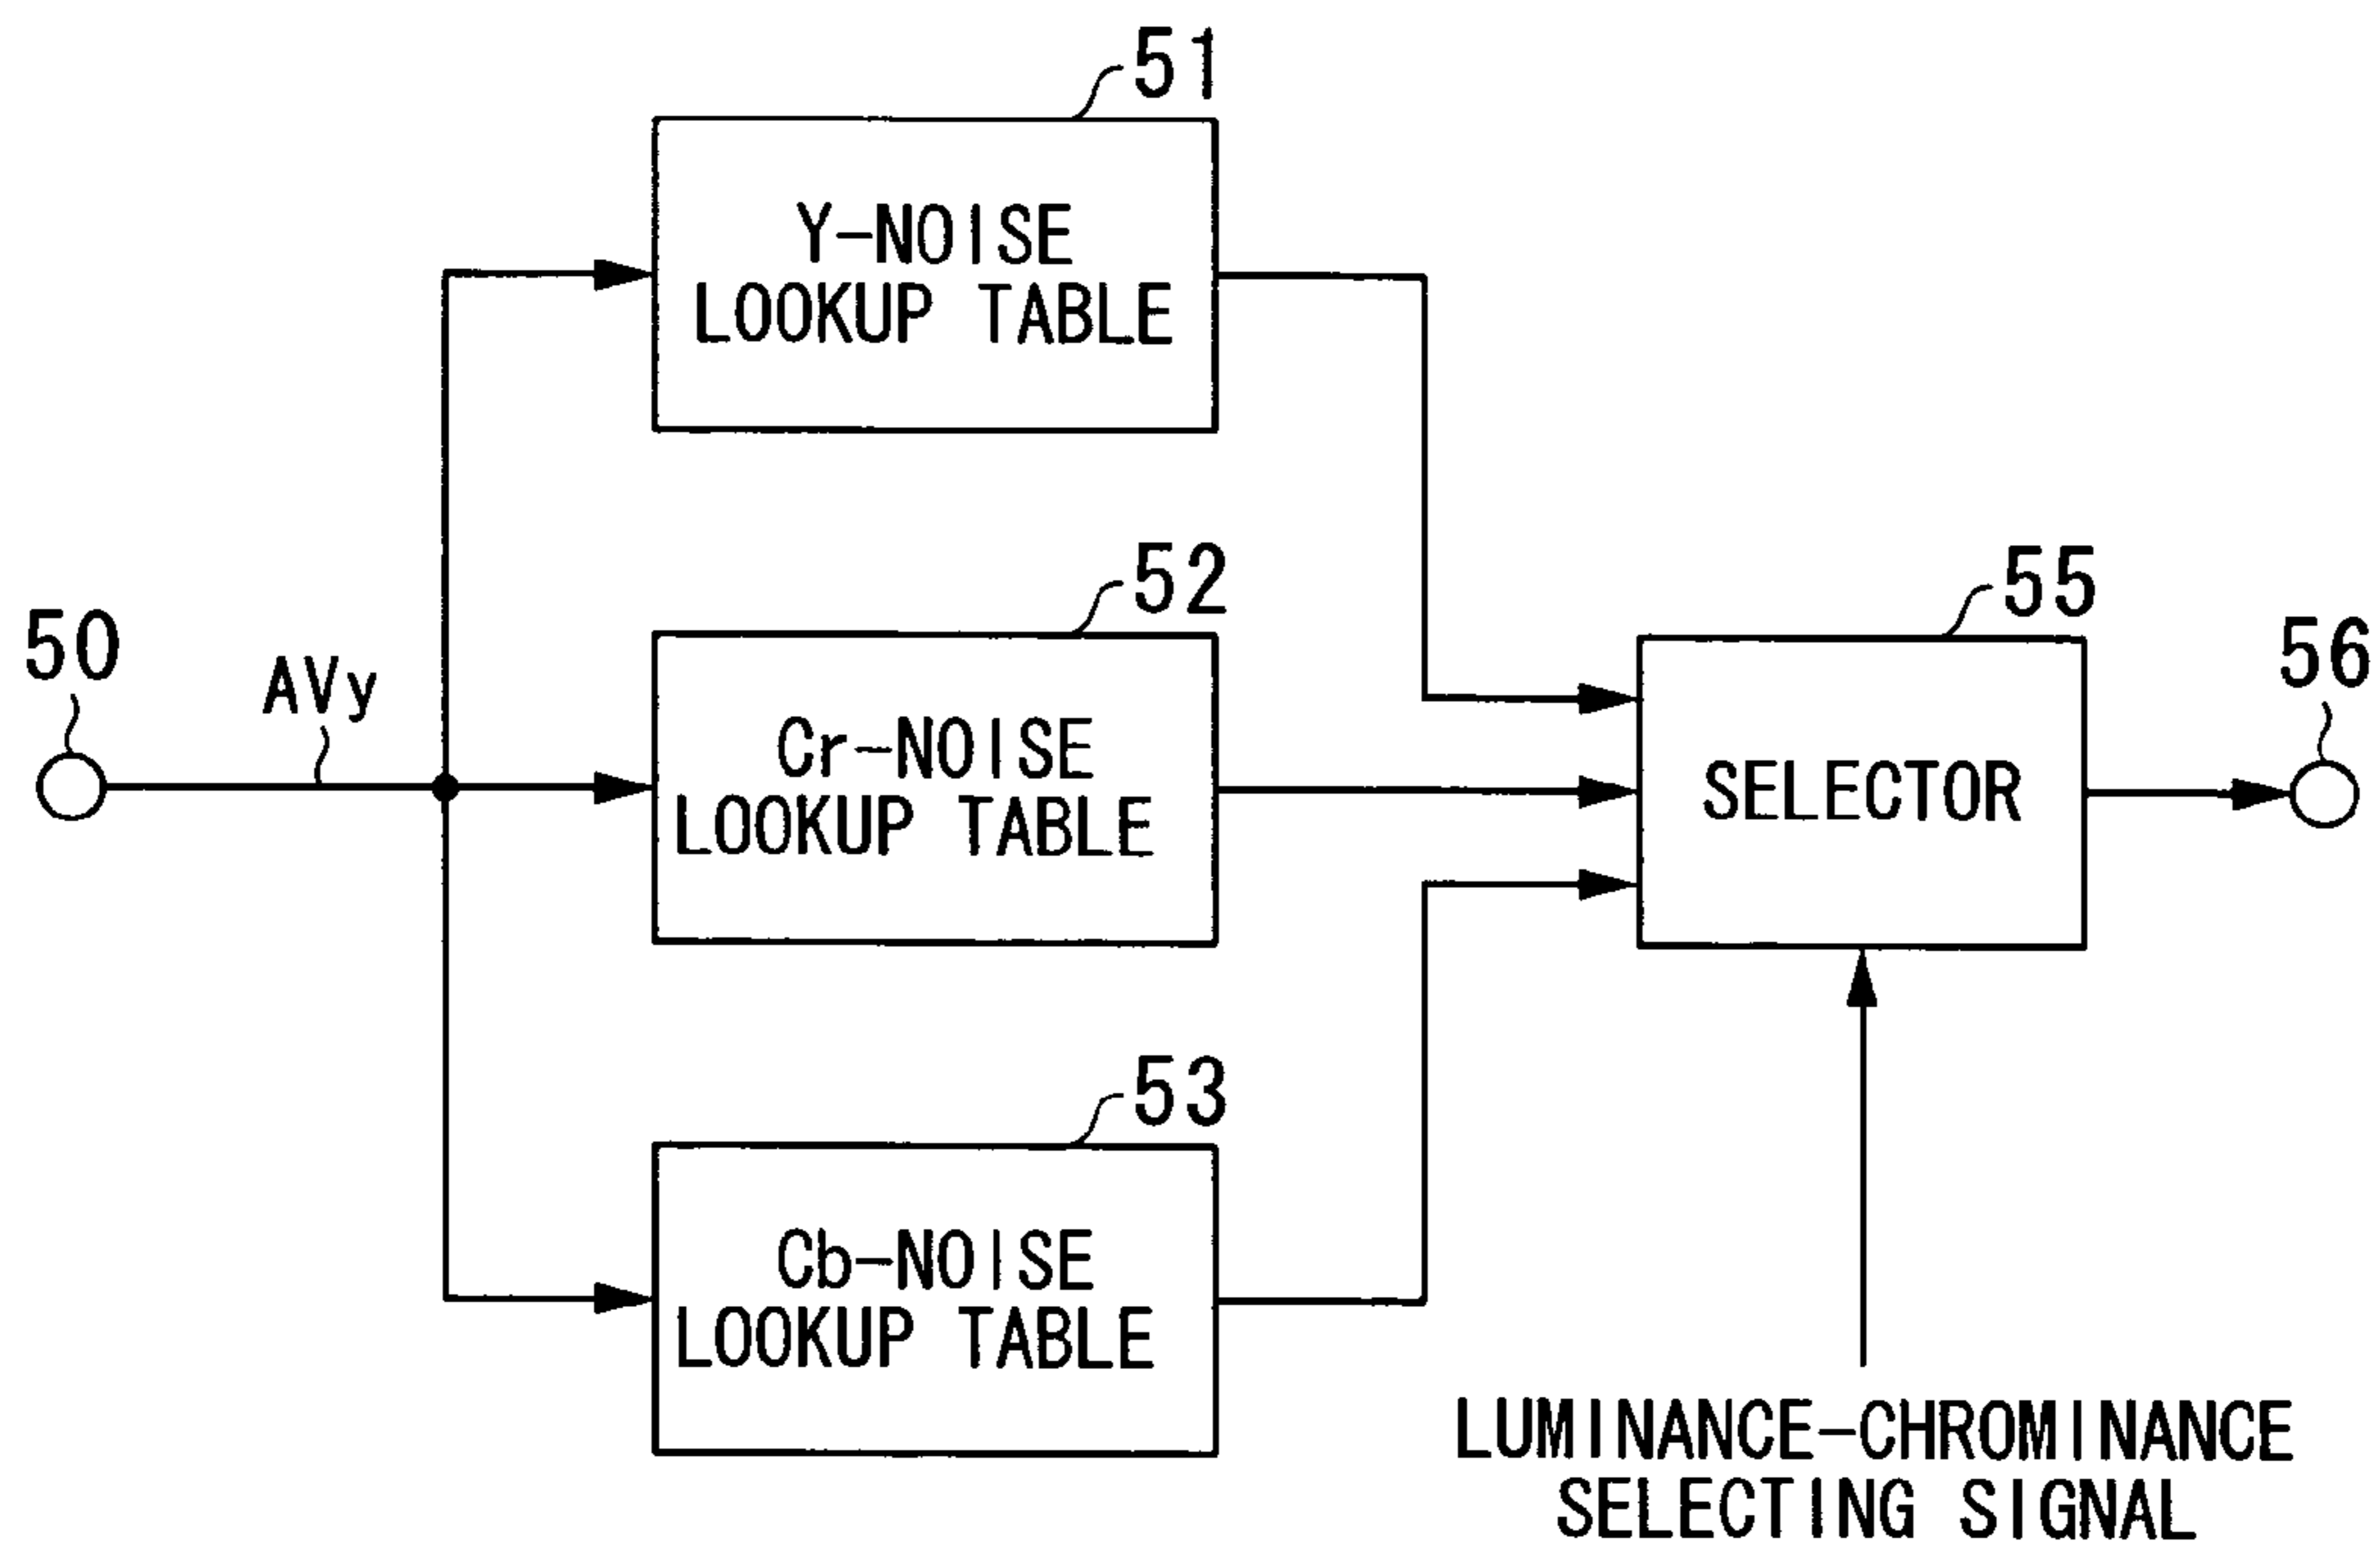 51
Y-NOISE
LOOKUP TABLE
52
55
50
AVy
56
Cr-NOISE
LOOKUP TABLE
SELECTOR
53
Cb-NOISE
LOOKUP TABLE
LUMINANCE-CHROMINANCE
SELECTING SIGNAL